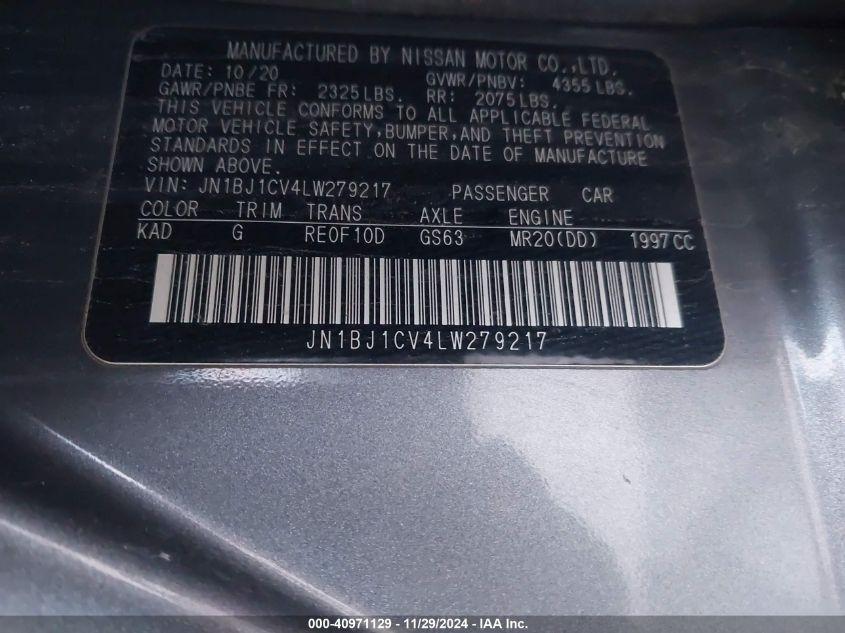 MANUFACTURED BY NISSAN MOTOR CO.,LTD.
DATE: 10/20 GVWR/PNBV: 4355 LBS.
GAWR/PNBE FR: 2325 LBS. RR: 2075 LBS.
THIS VEHICLE CONFORMS TO ALL APPLICABLE FEDERAL
MOTOR VEHICLE SAFETY,BUMPER,AND THEFT PREVENTION
STANDARDS IN EFFECT ON THE DATE OF MANUFACTURE
SHOWN ABOVE.
VIN: JN1BJ1CV4LW279217 PASSENGER CAR
COLOR TRIM TRANS AXLE ENGINE
KAD G RE0F10D GS63 MR20(DD) 1997CC
JN1BJ1CV4LW279217
000-40971129 - 11/29/2024 - IAA Inc.